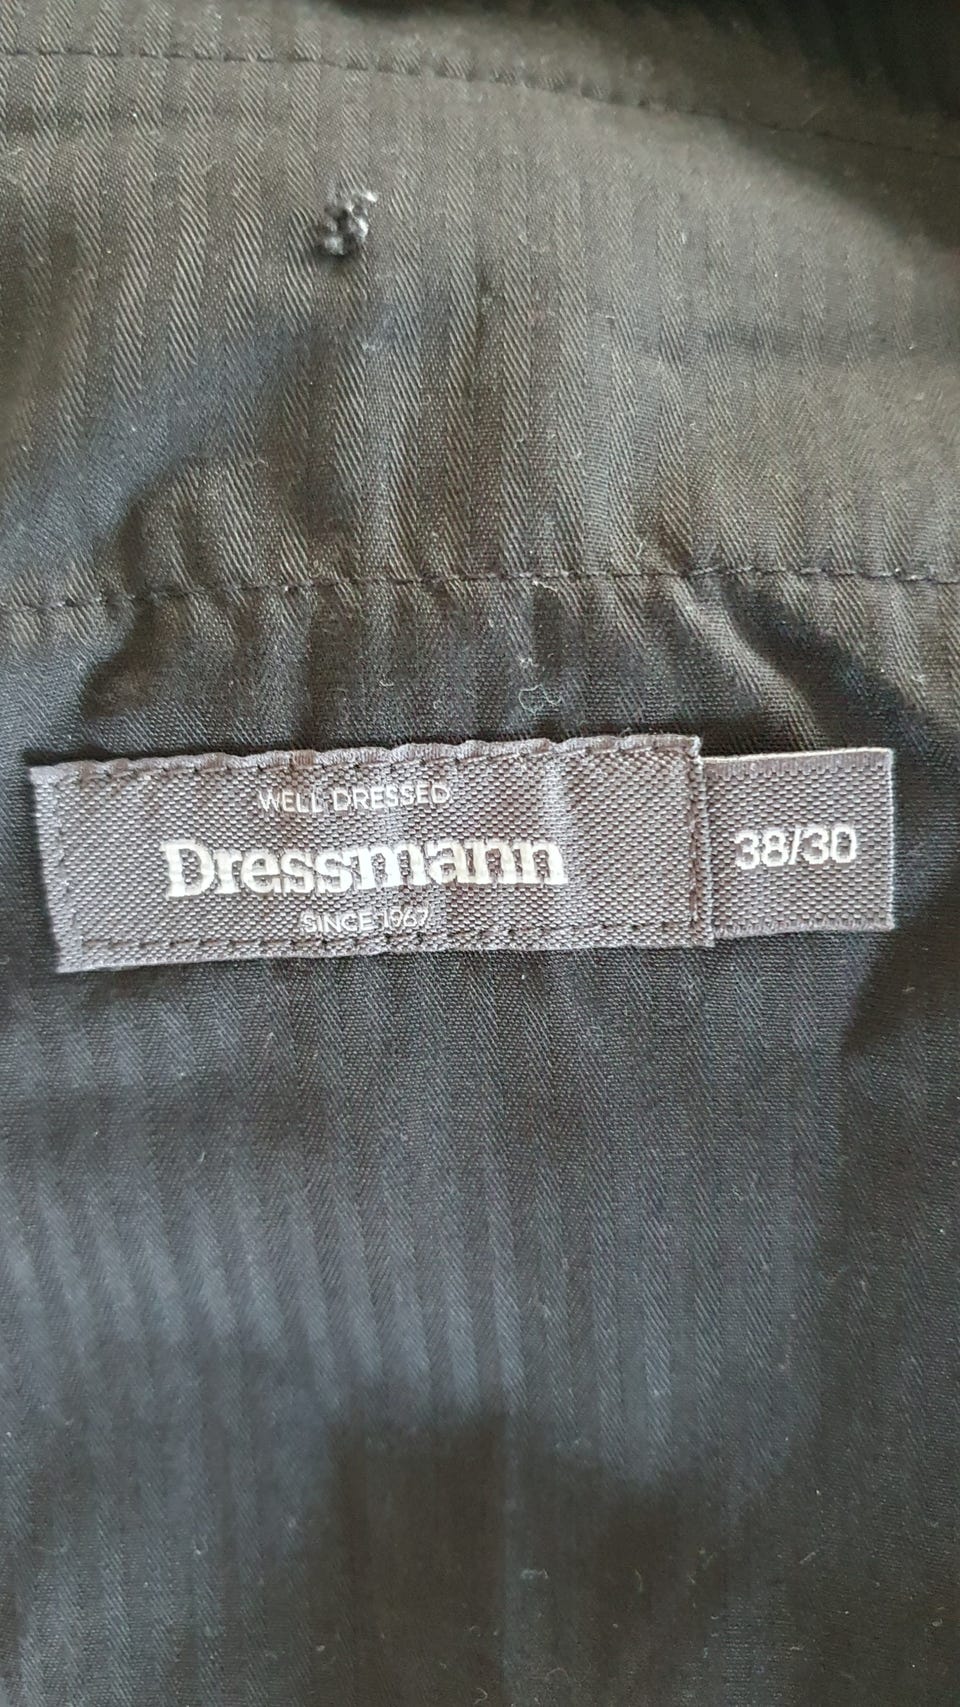 WELL DRESSED
Dressmann
SINCE 1967
38/30